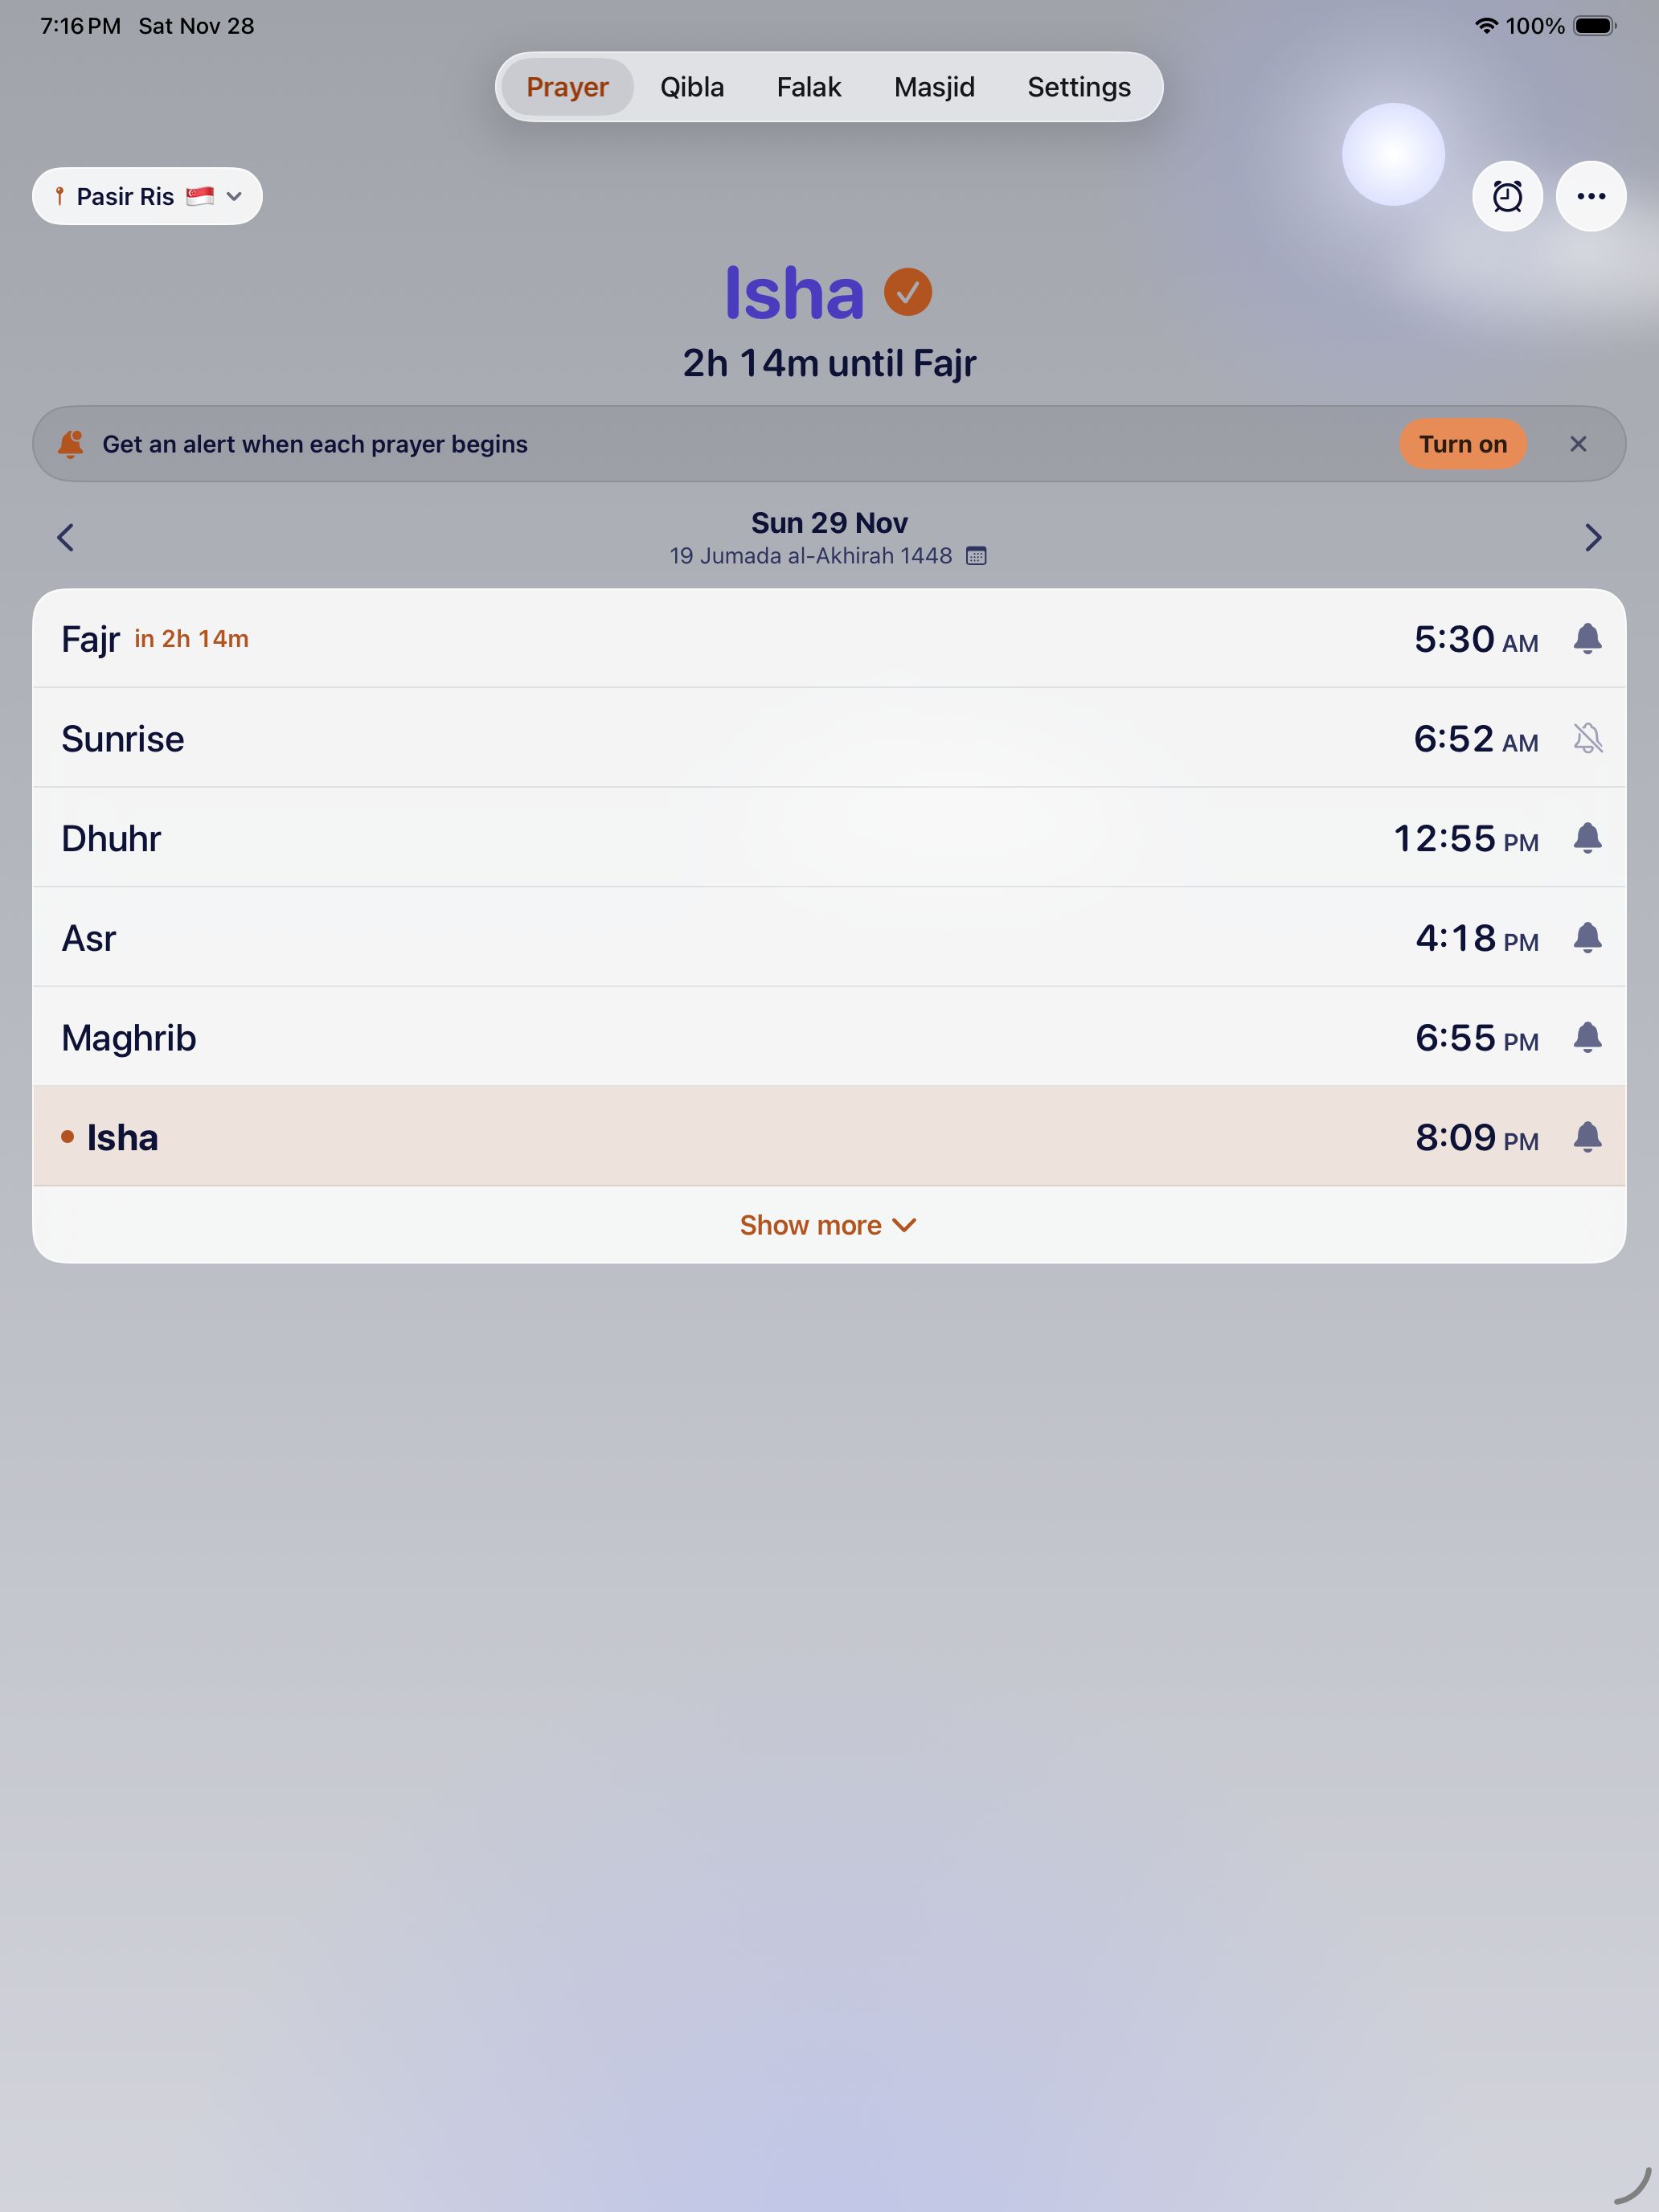 7:16 PM Sat Nov 28
100%
Prayer Qibla Falak Masjid Settings
Pasir Ris
Isha
2h 14m until Fajr
Get an alert when each prayer begins Turn on
Sun 29 Nov
19 Jumada al-Akhirah 1448
Fajr in 2h 14m 5:30 AM
Sunrise 6:52 AM
Dhuhr 12:55 PM
Asr 4:18 PM
Maghrib 6:55 PM
Isha 8:09 PM
Show more